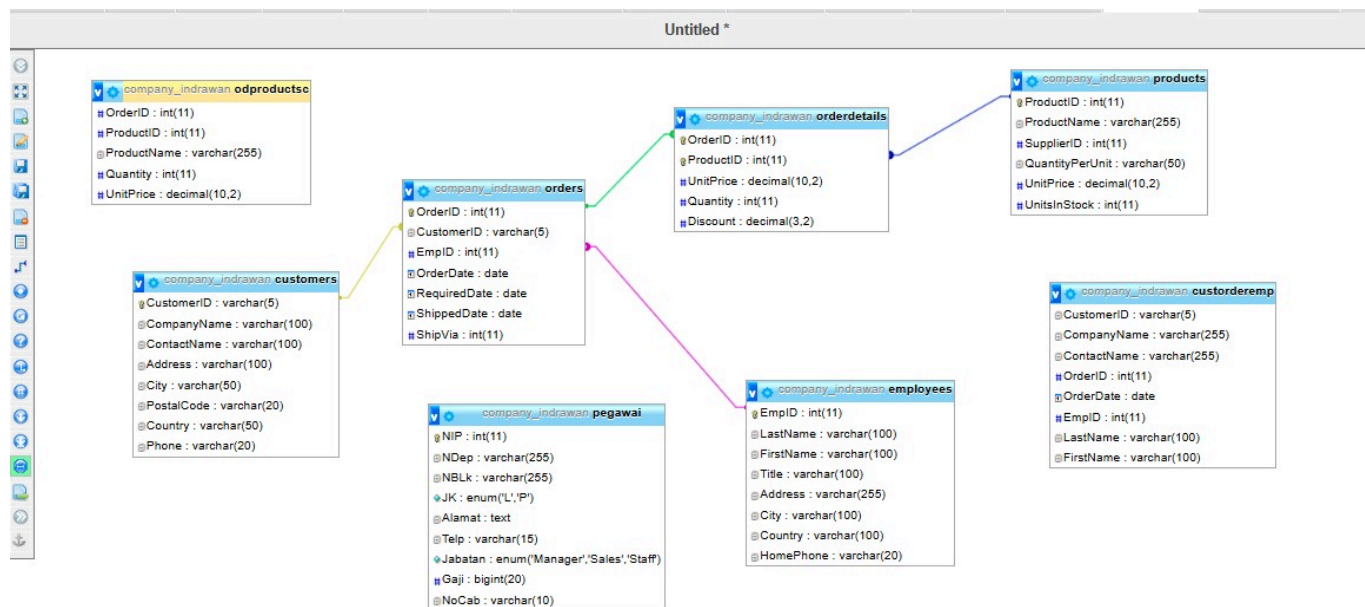 Untitled *
company_indrawan odproductsc
OrderID : int(11)
ProductID : int(11)
ProductName : varchar(255)
Quantity : int(11)
UnitPrice : decimal(10,2)
company_indrawan customers
CustomerID : varchar(5)
CompanyName : varchar(100)
ContactName : varchar(100)
Address : varchar(100)
City : varchar(50)
PostalCode : varchar(20)
Country : varchar(50)
Phone : varchar(20)
company_indrawan orders
OrderID : int(11)
CustomerID : varchar(5)
EmpID : int(11)
OrderDate : date
RequiredDate : date
ShippedDate : date
ShipVia : int(11)
company_indrawan pegawai
NIP : int(11)
NDep : varchar(255)
NBLk : varchar(255)
JK : enum('L','P')
Alamat : text
Telp : varchar(15)
Jabatan : enum('Manager','Sales','Staff')
Gaji : bigint(20)
NoCab : varchar(10)
company_indrawan orderdetails
OrderID : int(11)
ProductID : int(11)
UnitPrice : decimal(10,2)
Quantity : int(11)
Discount : decimal(3,2)
company_indrawan employees
EmpID : int(11)
LastName : varchar(100)
FirstName : varchar(100)
Title : varchar(100)
Address : varchar(255)
City : varchar(100)
Country : varchar(100)
HomePhone : varchar(20)
company_indrawan products
ProductID : int(11)
ProductName : varchar(255)
SupplierID : int(11)
QuantityPerUnit : varchar(50)
UnitPrice : decimal(10,2)
UnitsInStock : int(11)
company_indrawan custorderemp
CustomerID : varchar(5)
CompanyName : varchar(255)
ContactName : varchar(255)
OrderID : int(11)
OrderDate : date
EmpID : int(11)
LastName : varchar(100)
FirstName : varchar(100)